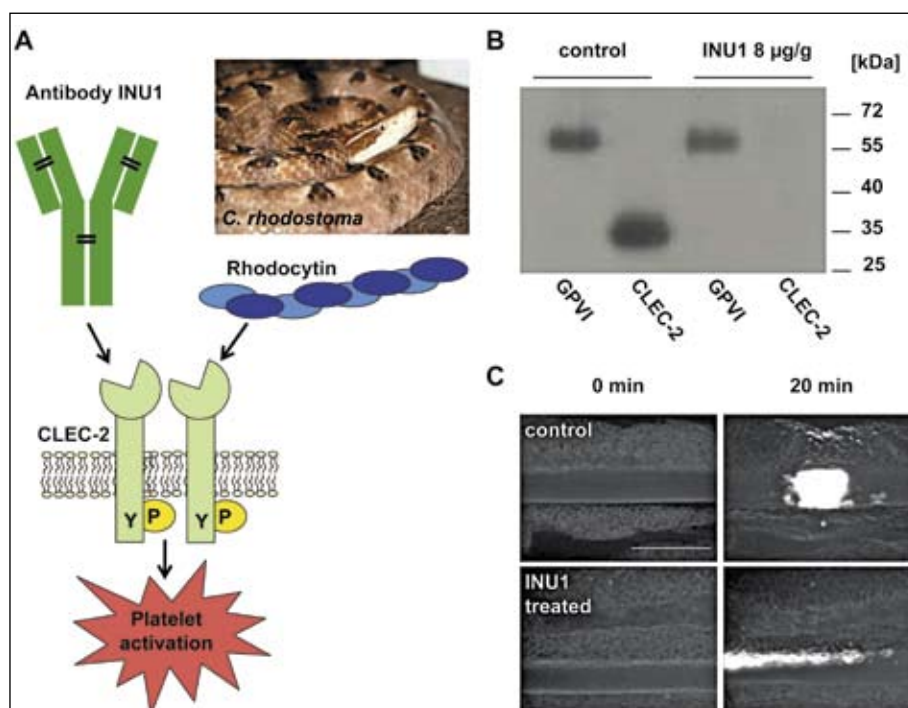 A
Antibody INU1
C. rhodostoma
Rhodocytin
CLEC-2
Y P Y P
Platelet
activation
B
control INU1 8 µg/g [kDa]
72
55
40
35
25
GPVI
CLEC-2
GPVI
CLEC-2
C
0 min 20 min
control
INU1
treated